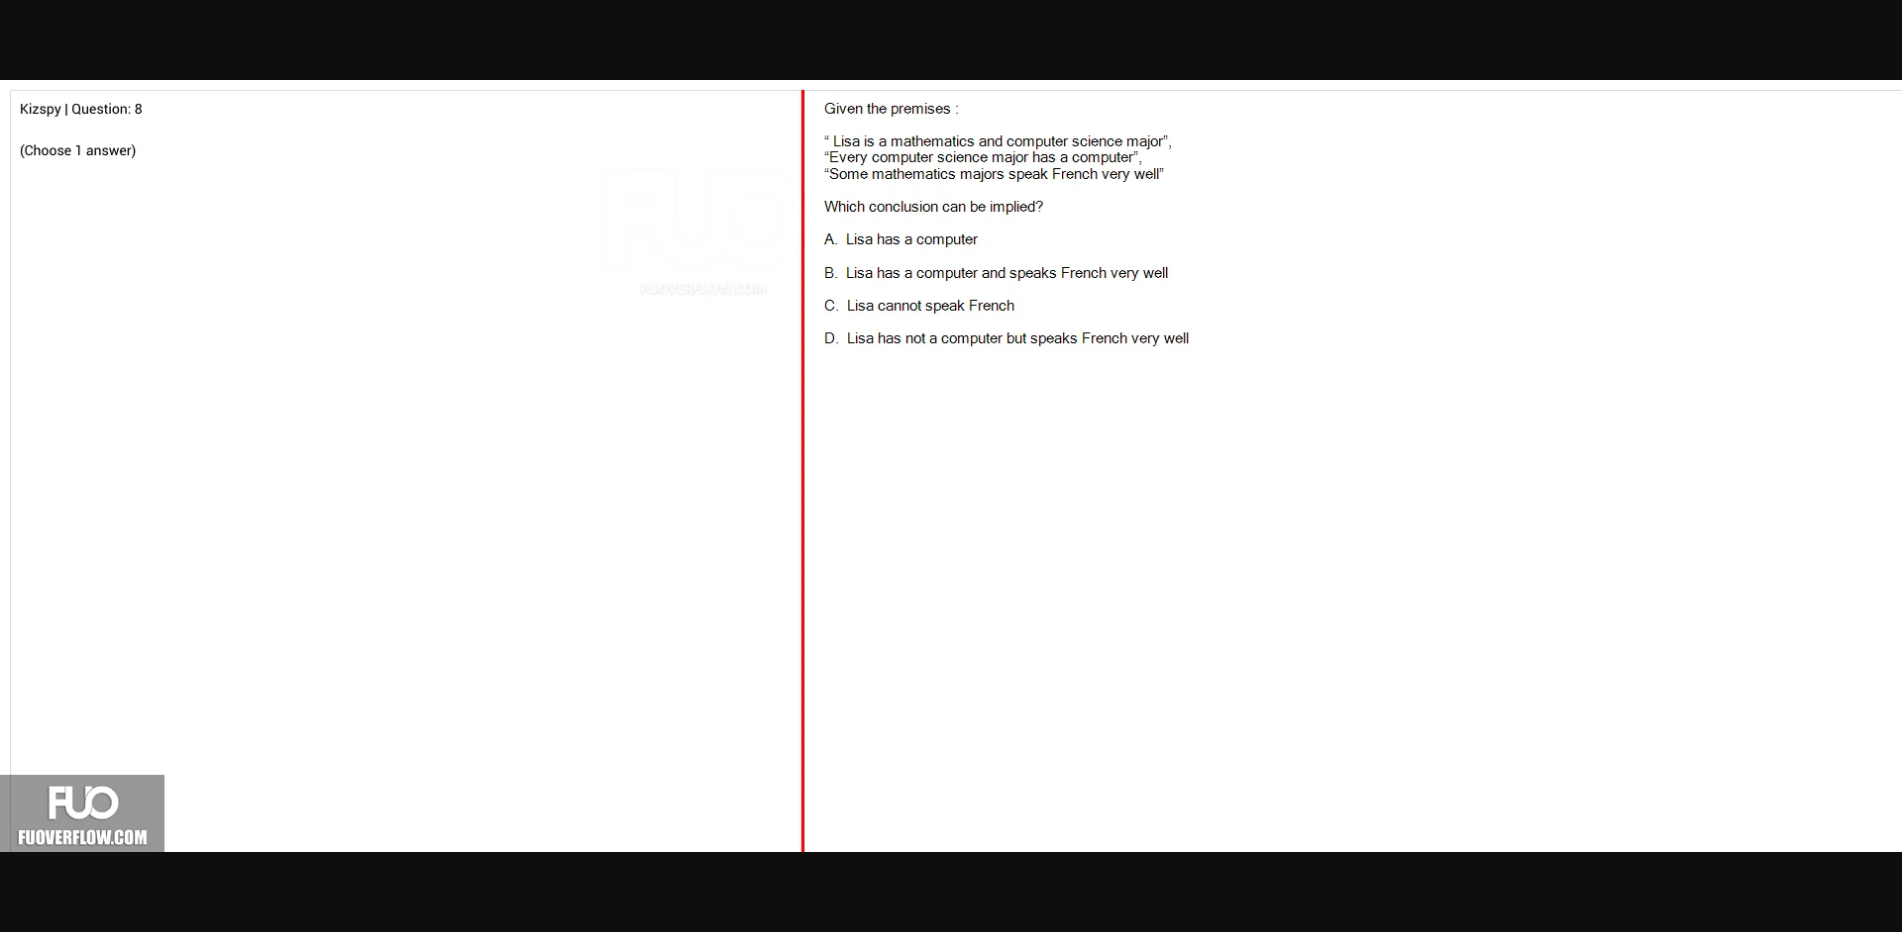 Kizspy | Question: 8
(Choose 1 answer)
FUO
FUOVERFLOW.COM
Given the premises :
“ Lisa is a mathematics and computer science major”,
“Every computer science major has a computer”,
“Some mathematics majors speak French very well”
Which conclusion can be implied?
A. Lisa has a computer
B. Lisa has a computer and speaks French very well
C. Lisa cannot speak French
D. Lisa has not a computer but speaks French very well
FUO
FUOVERFLOW.COM